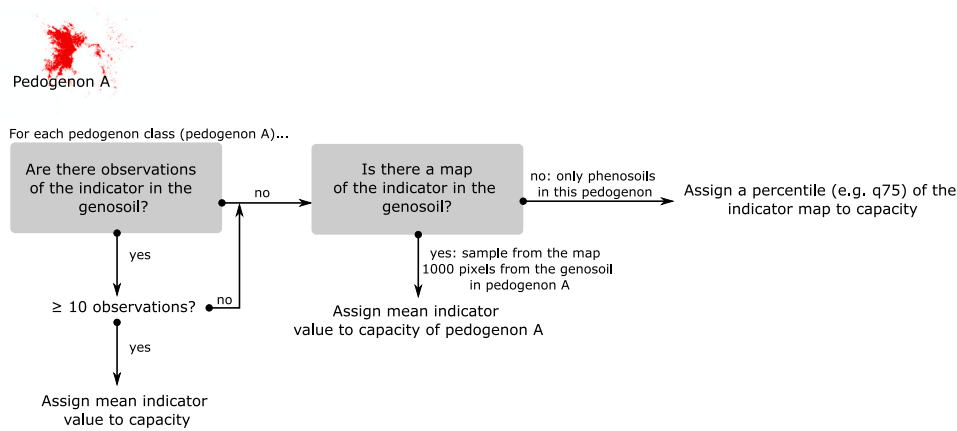 Pedogenon A
For each pedogenon class (pedogenon A)...
Are there observations
of the indicator in the
genosoil?
no
Is there a map
of the indicator in the
genosoil?
no: only phenosoils
in this pedogenon
Assign a percentile (e.g. q75) of the
indicator map to capacity
yes
yes: sample from the map
1000 pixels from the genosoil
in pedogenon A
≥ 10 observations?
no
Assign mean indicator
value to capacity of pedogenon A
yes
Assign mean indicator
value to capacity